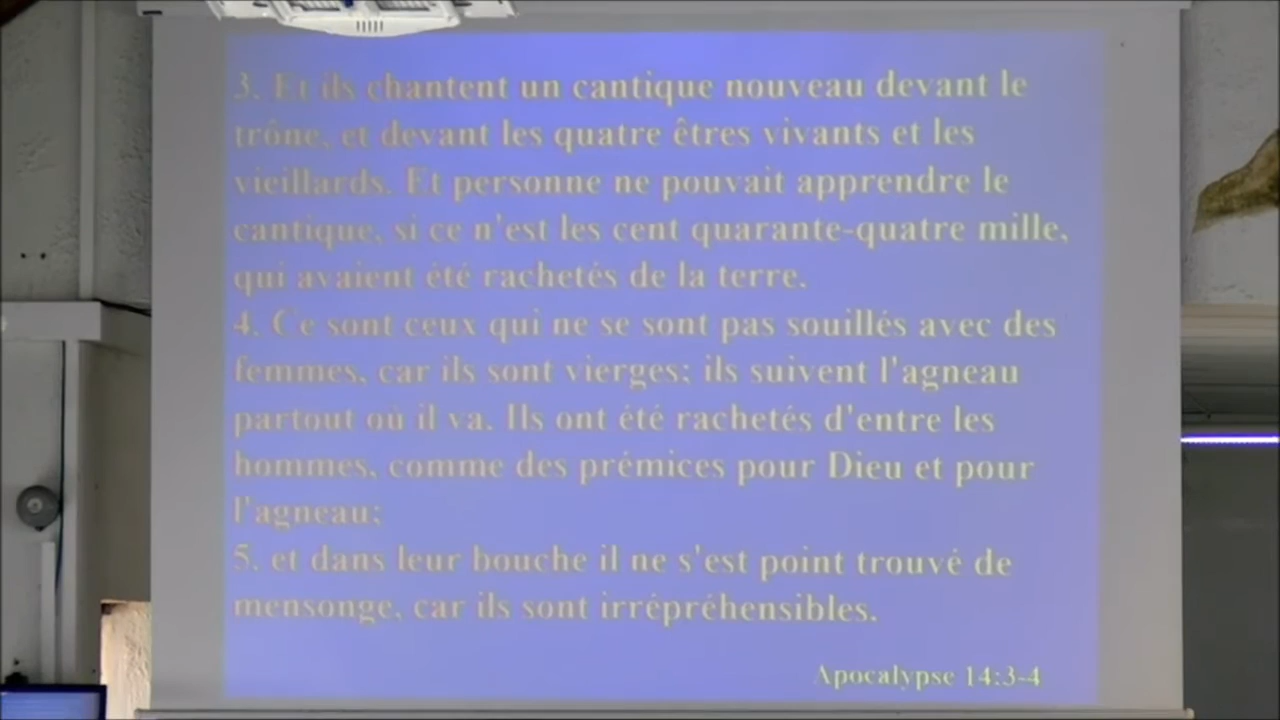 3. Et ils chantent un cantique nouveau devant le
trône, et devant les quatre êtres vivants et les
vieillards. Et personne ne pouvait apprendre le
cantique, si ce n'est les cent quarante-quatre mille,
qui avaient été rachetés de la terre.
4. Ce sont ceux qui ne se sont pas souillés avec des
femmes, car ils sont vierges; ils suivent l'agneau
partout où il va. Ils ont été rachetés d'entre les
hommes, comme des prémices pour Dieu et pour
l'agneau;
5. et dans leur bouche il ne s'est point trouvé de
mensonge, car ils sont irrépréhensibles.
Apocalypse 14:3-4